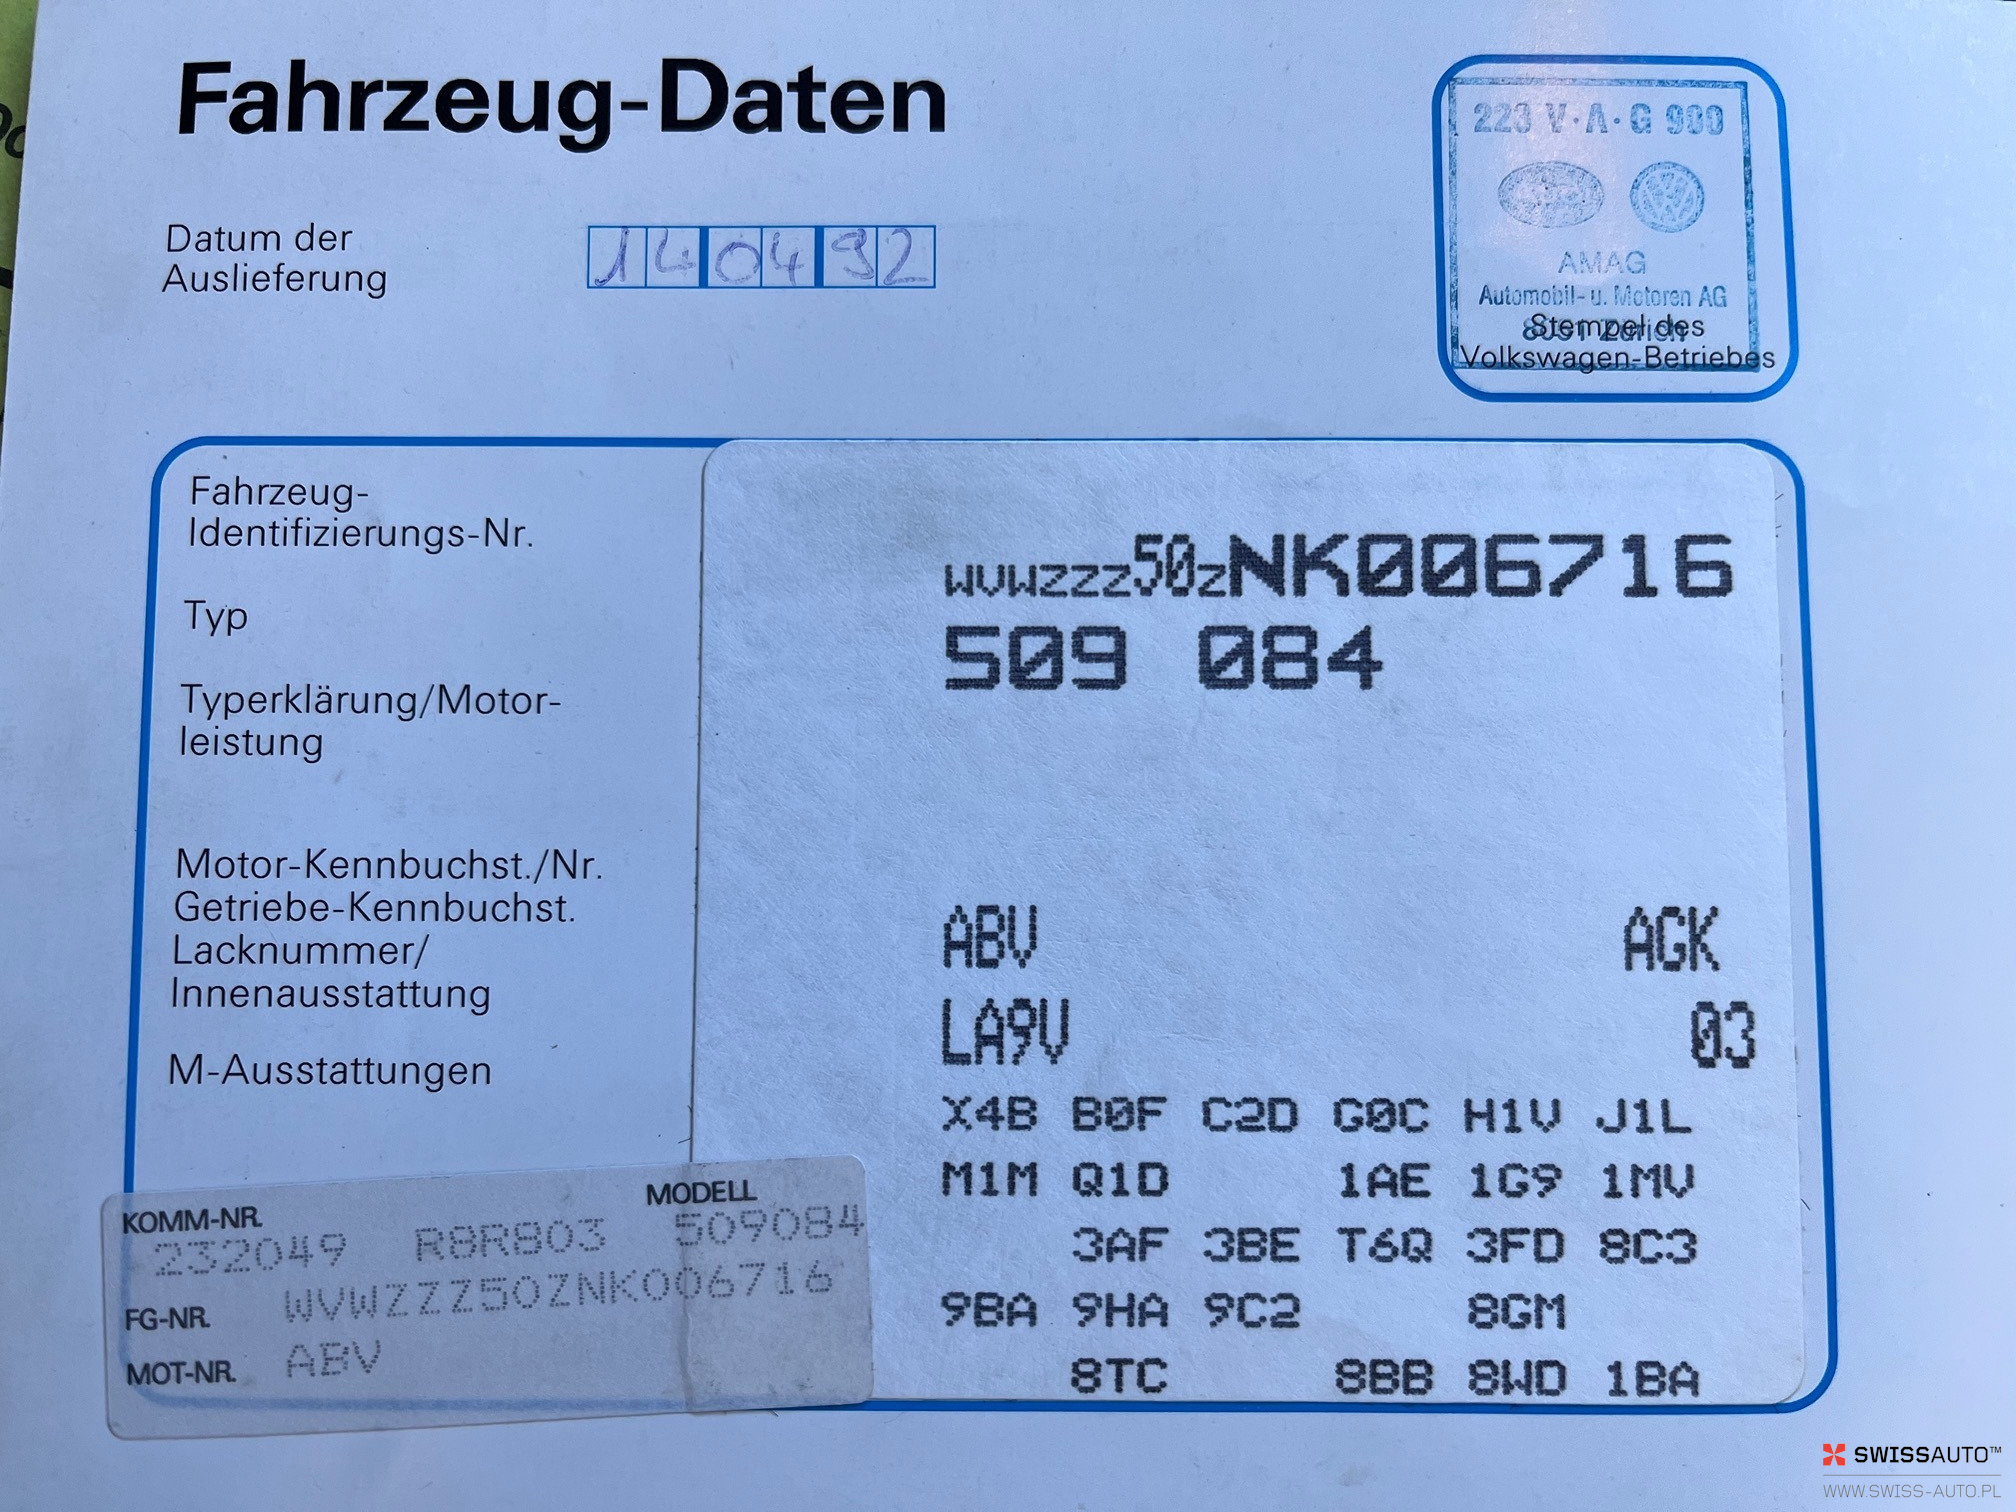 Fahrzeug-Daten
223 V·A·G 900
AMAG
Automobil- u. Motoren AG
8051 Zürich
Stempel des
Volkswagen-Betriebes
Datum der
Auslieferung
140492
Fahrzeug-
Identifizierungs-Nr.
WVWZZZ50ZNK006716
Typ
509 084
Typerklärung/Motor-
leistung
Motor-Kennbuchst./Nr.
Getriebe-Kennbuchst.
ABV AGK
Lacknummer/
Innenausstattung
LA9V 03
M-Ausstattungen
X4B B0F C2D G0C H1V J1L
M1M Q1D 1AE 1G9 1MV
3AF 3BE T6Q 3FD 8C3
9BA 9HA 9C2 8GM
8TC 8BB 8WD 1BA
KOMM-NR. MODELL
232049 R8R803 509084
FG-NR. WVWZZZ50ZNK006716
MOT-NR. ABV
SWISSAUTO™
WWW.SWISS-AUTO.PL